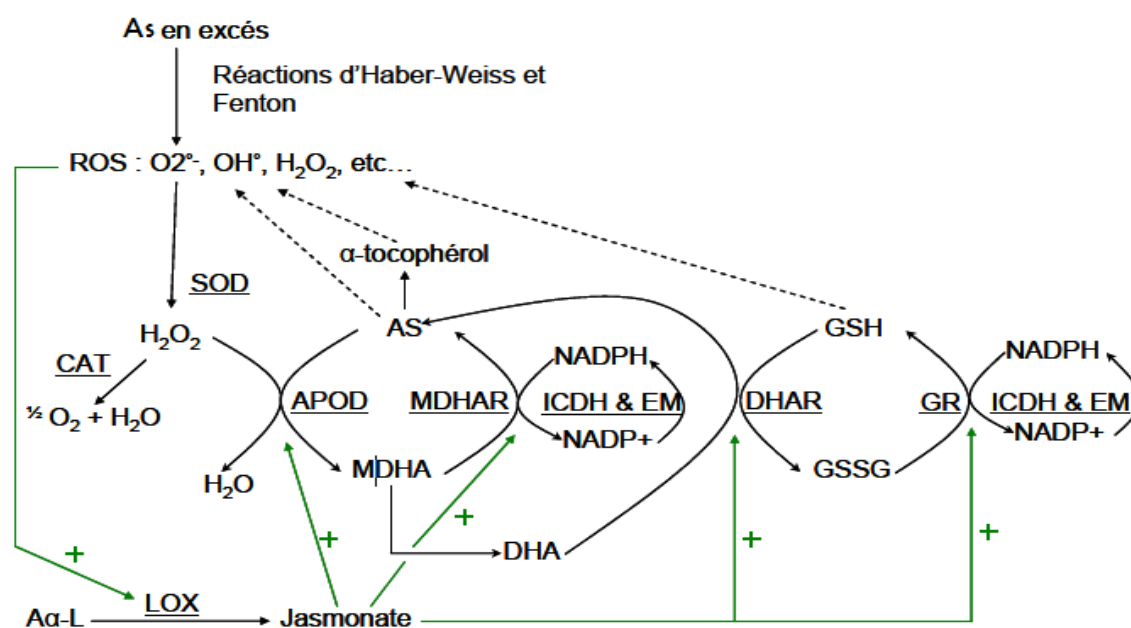 As en excés
Réactions d'Haber-Weiss et
Fenton
ROS : O2°-, OH°, H₂O₂, etc…
α-tocophérol
SOD
H₂O₂
AS
GSH
CAT
NADPH
NADPH
½ O₂ + H₂O
APOD
MDHAR
ICDH & EM
DHAR
GR
ICDH & EM
NADP+
NADP+
H₂O
MDHA
GSSG
+
+
+
+
+
DHA
LOX
Aα-L
Jasmonate